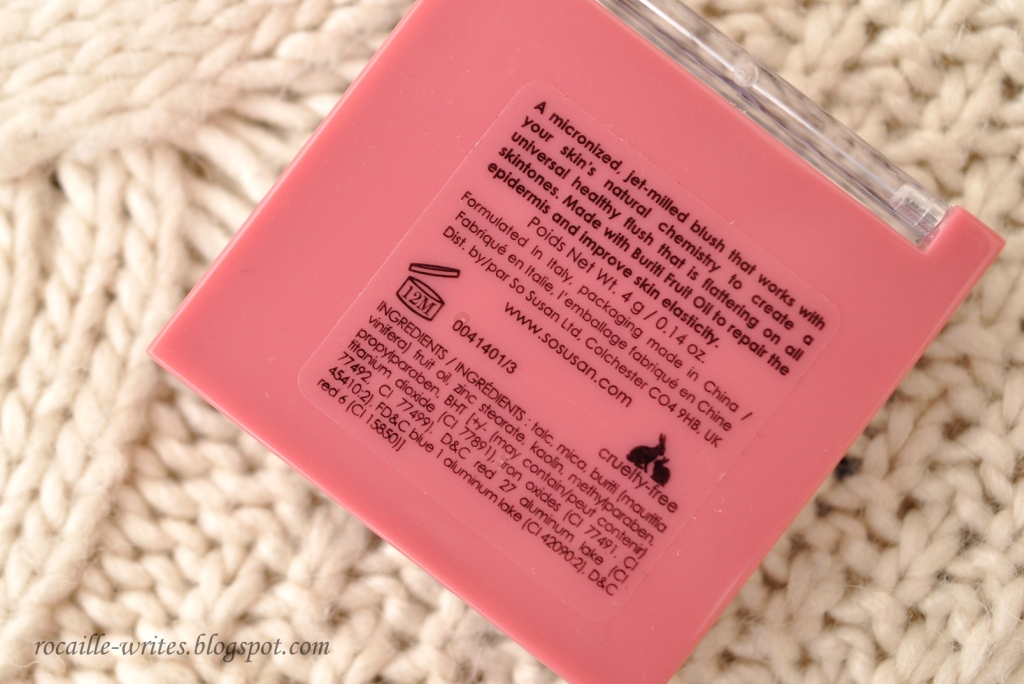 A micronized, jet-milled blush that works with
your skin's natural chemistry to create a
universal healthy flush that is flattering on all
skintones. Made with Buriti Fruit Oil to repair the
epidermis and improve skin elasticity.
Poids Net Wt. 4 g / 0.14 oz.
Formulated in Italy, packaging made in China /
Fabriqué en Italie, l'emballage fabriqué en Chine
Dist. by/par So Susan Ltd, Colchester CO4 9HB, UK
www.sosusan.com
12M
0041401/3
cruelty-free
INGREDIENTS / INGRÉDIENTS : talc, mica, buriti (mauritia
vinifera) fruit oil, zinc stearate, kaolin, methylparaben,
propylparaben, BHT [+/- (may contain/peut contenir)
titanium dioxide (CI 77891), iron oxides (CI 77491, CI
77492, CI 77499), D&C red 27 aluminum lake (CI
45410:2) FD&C blue 1 aluminum lake (CI 42090:2), D&C
red 6 (CI 15850)]
rocaille-writes.blogspot.com